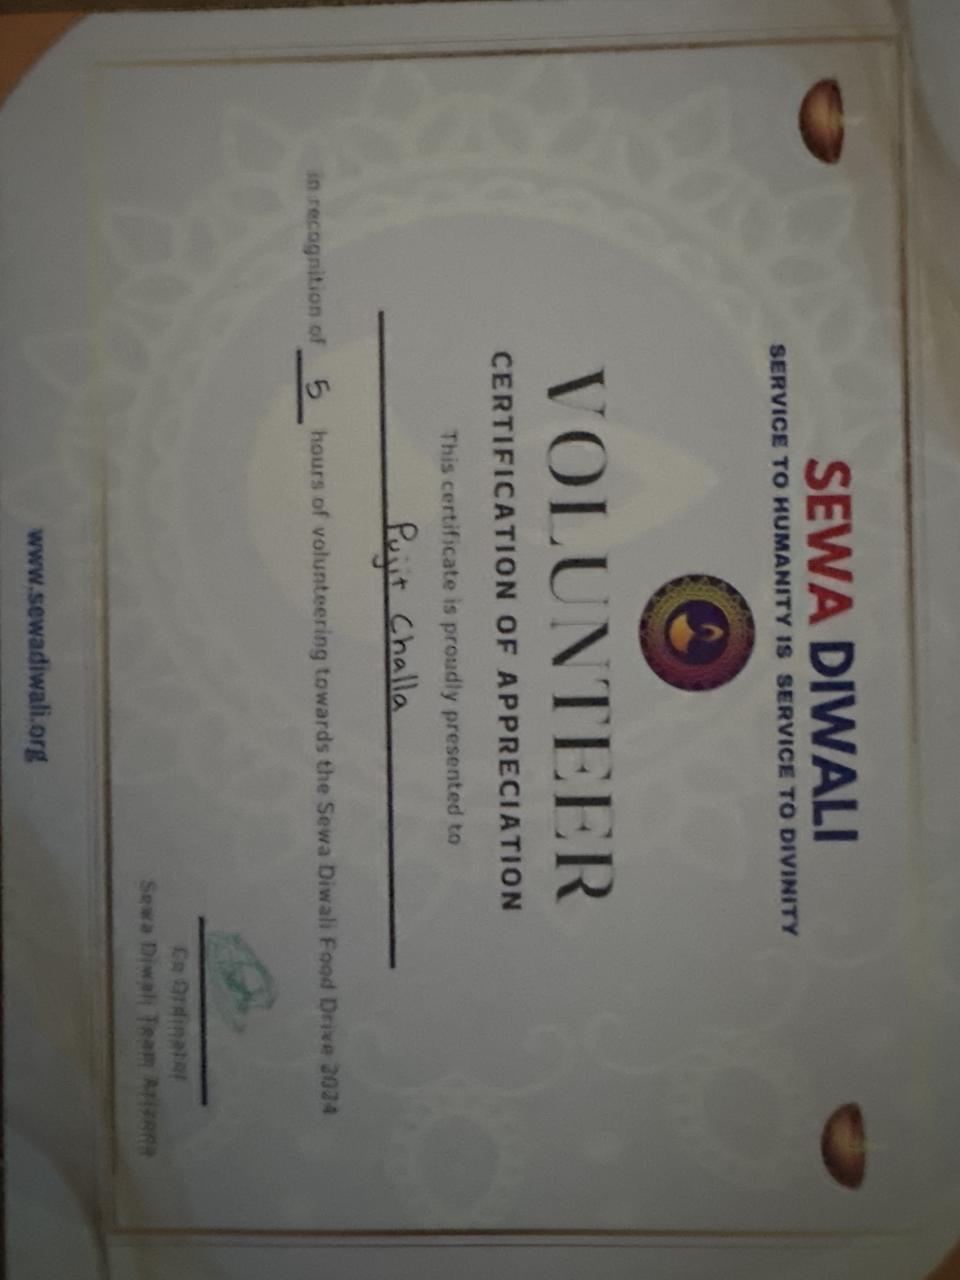 SEWA DIWALI
SERVICE TO HUMANITY IS SERVICE TO DIVINITY
VOLUNTEER
CERTIFICATION OF APPRECIATION
This certificate is proudly presented to
Pujit Challa
in recognition of 5 hours of volunteering towards the Sewa Diwali Food Drive 2024
Co Ordinator
Sewa Diwali Team Arizona
www.sewadiwali.org